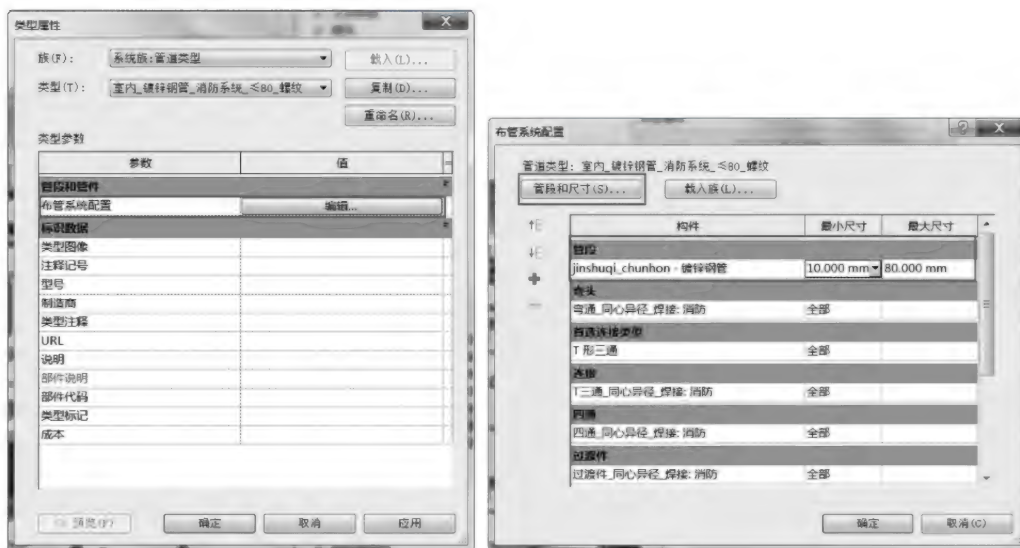 类型属性
族(F):
系统族:管道类型
载入(L)...
类型(T):
室内_镀锌钢管_消防系统_≤80_螺纹
复制(D)...
重命名(R)...
类型参数
参数
值
管段和管件
布管系统配置
编辑...
标识数据
类型图像
注释记号
型号
制造商
类型注释
URL
说明
部件说明
部件代码
类型标记
成本
预览(P)
确定
取消
应用
布管系统配置
管道类型: 室内_镀锌钢管_消防系统_≤80_螺纹
管段和尺寸(S)...
载入族(L)...
构件
最小尺寸
最大尺寸
管段
jinshuqi_chunhon - 镀锌钢管
10.000 mm
80.000 mm
弯头
弯通_同心异径_焊接: 消防
全部
首选连接类型
T 形三通
全部
连接
T三通_同心异径_焊接: 消防
全部
四通
四通_同心异径_焊接: 消防
全部
过渡件
过渡件_同心异径_焊接: 消防
全部
确定
取消(C)